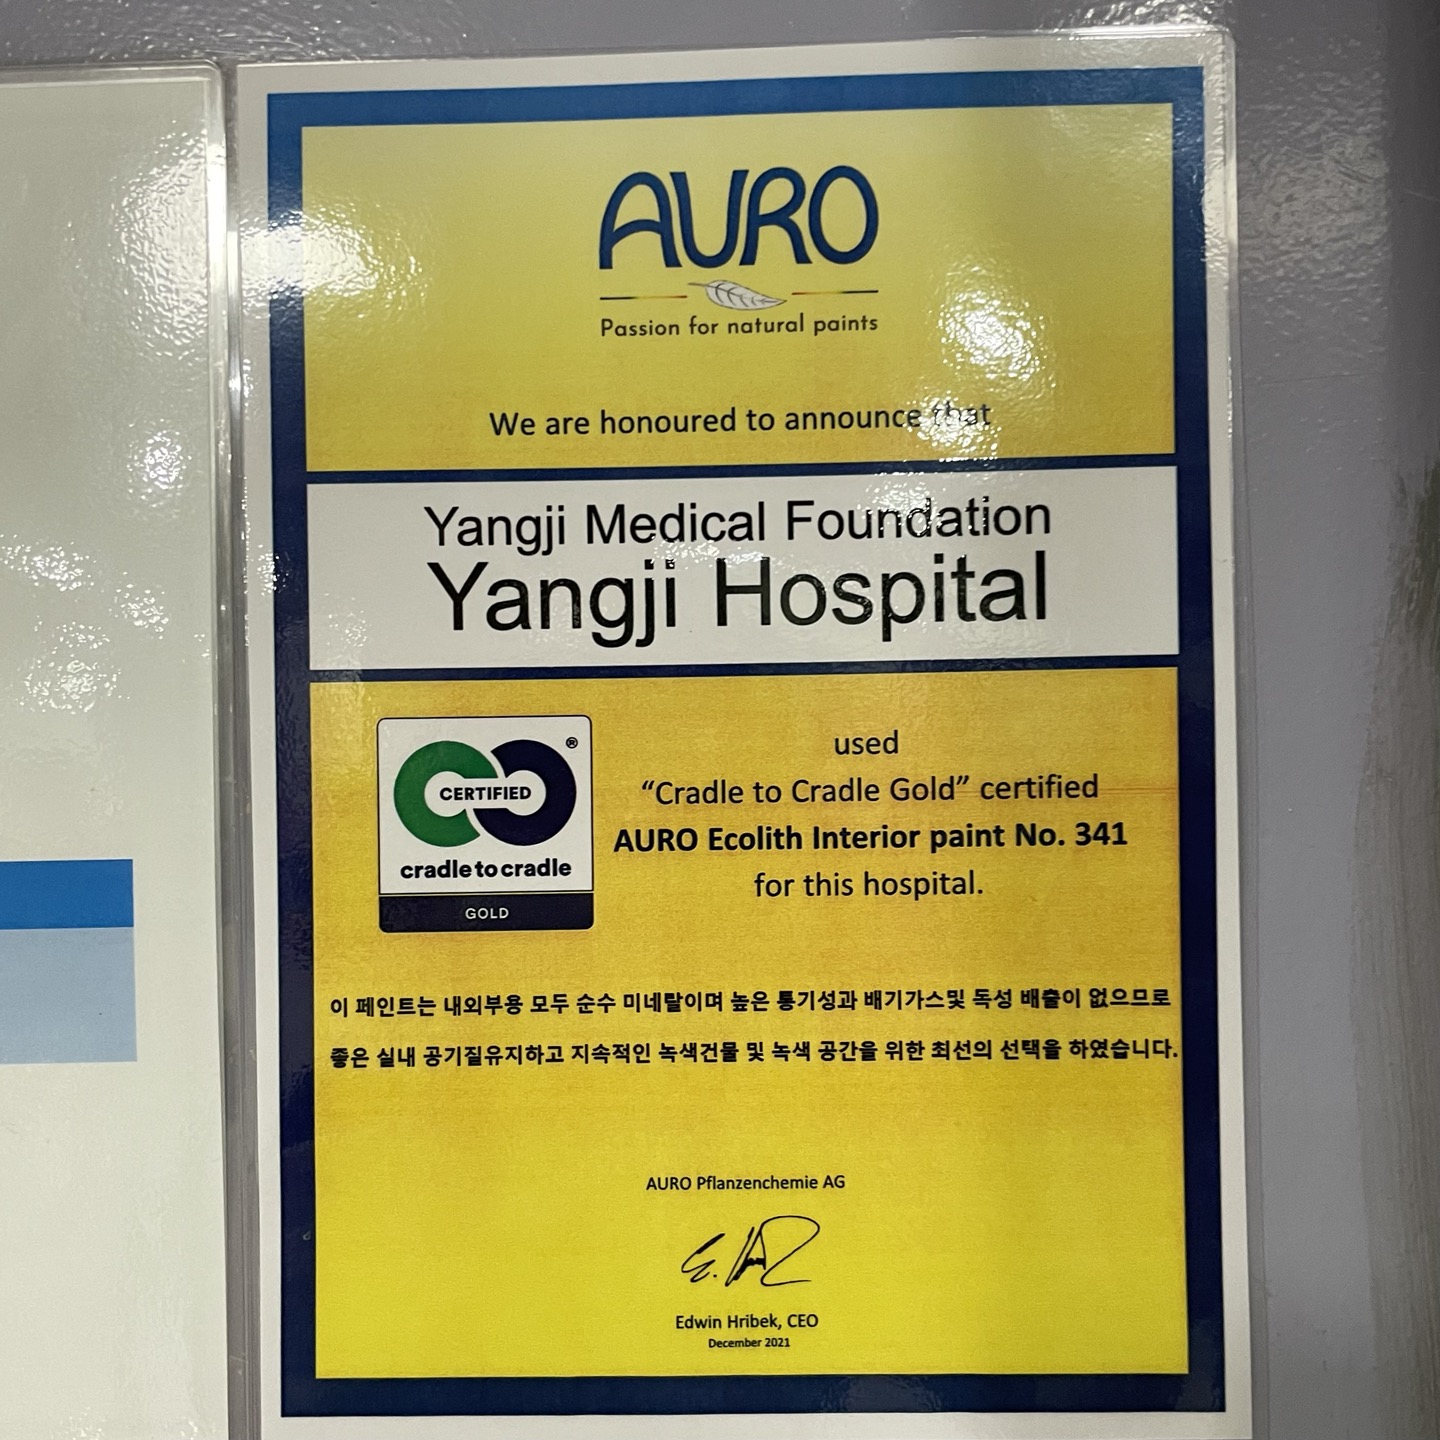 AURO
Passion for natural paints
We are honoured to announce that
Yangji Medical Foundation
Yangji Hospital
CERTIFIED
®
cradle to cradle
GOLD
used
“Cradle to Cradle Gold” certified
AURO Ecolith Interior paint No. 341
for this hospital.
이 페인트는 내외부용 모두 순수 미네랄이며 높은 통기성과 배기가스및 독성 배출이 없으므로
좋은 실내 공기질유지하고 지속적인 녹색건물 및 녹색 공간을 위한 최선의 선택을 하였습니다.
AURO Pflanzenchemie AG
Edwin Hribek, CEO
December 2021